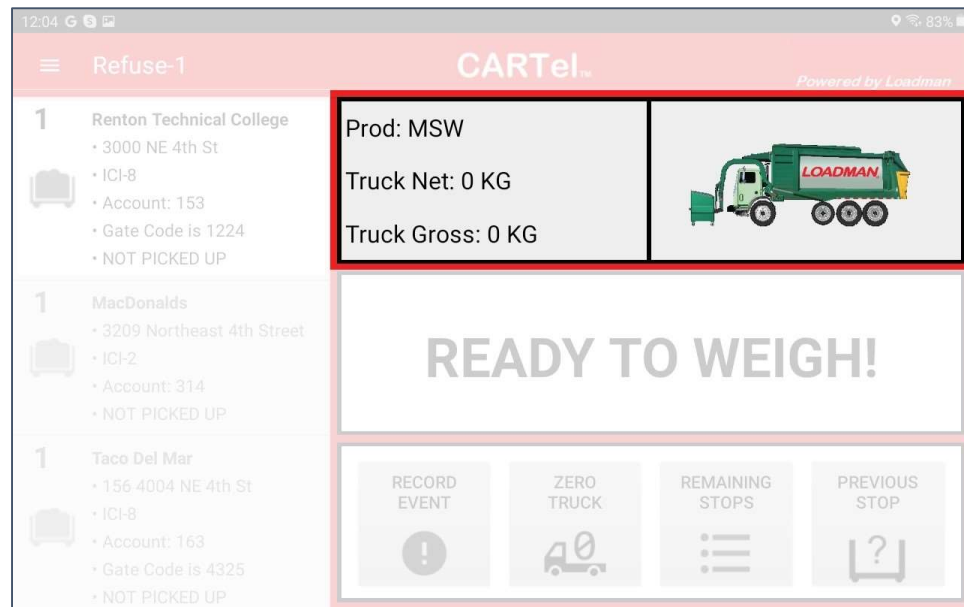 12:04 G S 83%
Refuse-1
CARTel™
Powered by Loadman
1
Renton Technical College
• 3000 NE 4th St
• ICI-8
• Account: 153
• Gate Code is 1224
• NOT PICKED UP
1
MacDonalds
• 3209 Northeast 4th Street
• ICI-2
• Account: 314
• NOT PICKED UP
1
Taco Del Mar
• 156 4004 NE 4th St
• ICI-8
• Account: 163
• Gate Code is 4325
• NOT PICKED UP
Prod: MSW
Truck Net: 0 KG
Truck Gross: 0 KG
LOADMAN
READY TO WEIGH!
RECORD
EVENT
!
ZERO
TRUCK
0
REMAINING
STOPS
PREVIOUS
STOP
?